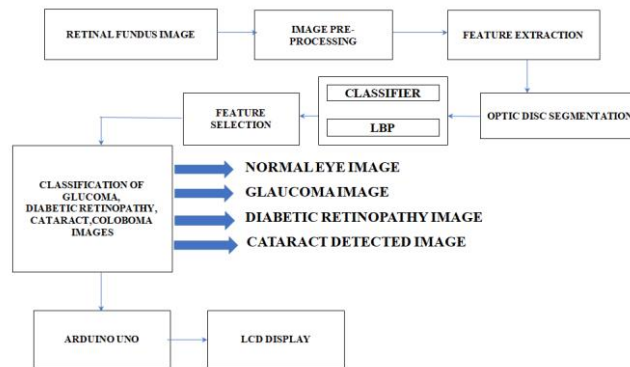 RETINAL FUNDUS IMAGE
IMAGE PRE-
PROCESSING
FEATURE EXTRACTION
CLASSIFIER
LBP
OPTIC DISC SEGMENTATION
FEATURE
SELECTION
CLASSIFICATION OF
GLUCOMA,
DIABETIC RETINOPATHY,
CATARACT,COLOBOMA
IMAGES
NORMAL EYE IMAGE
GLAUCOMA IMAGE
DIABETIC RETINOPATHY IMAGE
CATARACT DETECTED IMAGE
ARDUINO UNO
LCD DISPLAY